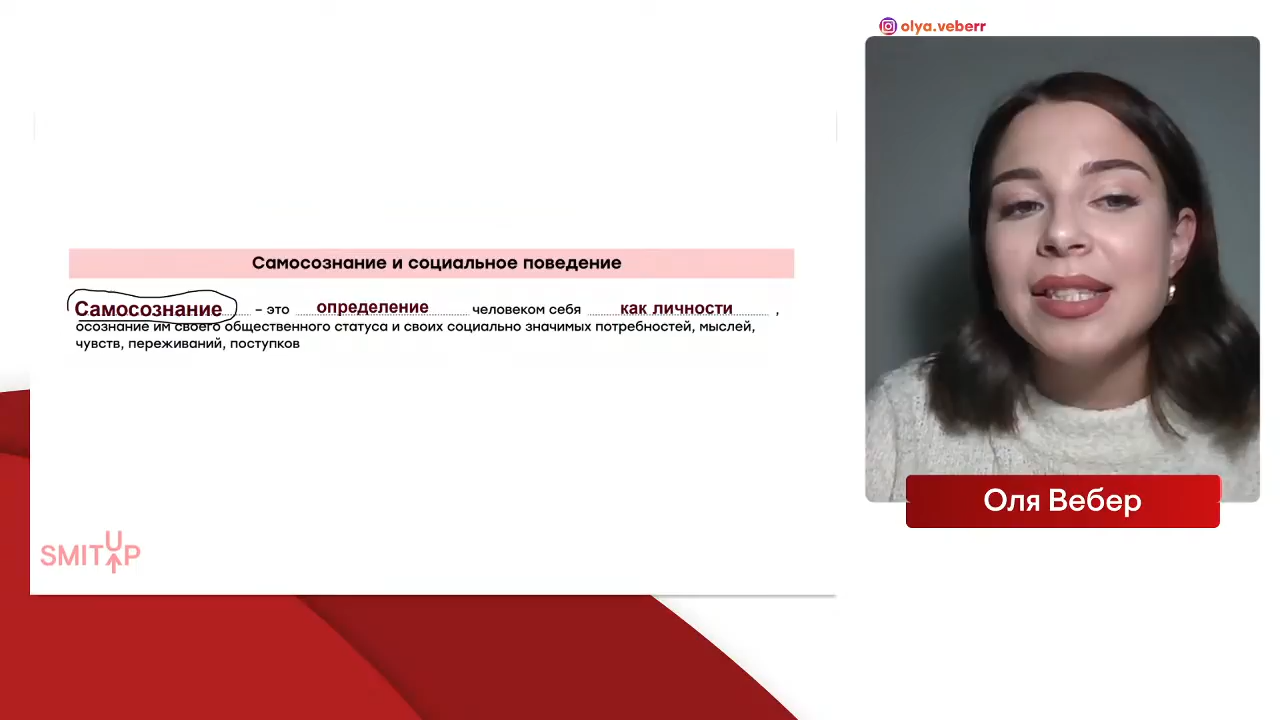 olya.veberr
Самосознание и социальное поведение
Самосознание – это определение человеком себя как личности ,
осознание им своего общественного статуса и своих социально значимых потребностей, мыслей,
чувств, переживаний, поступков
Оля Вебер
SMITUP